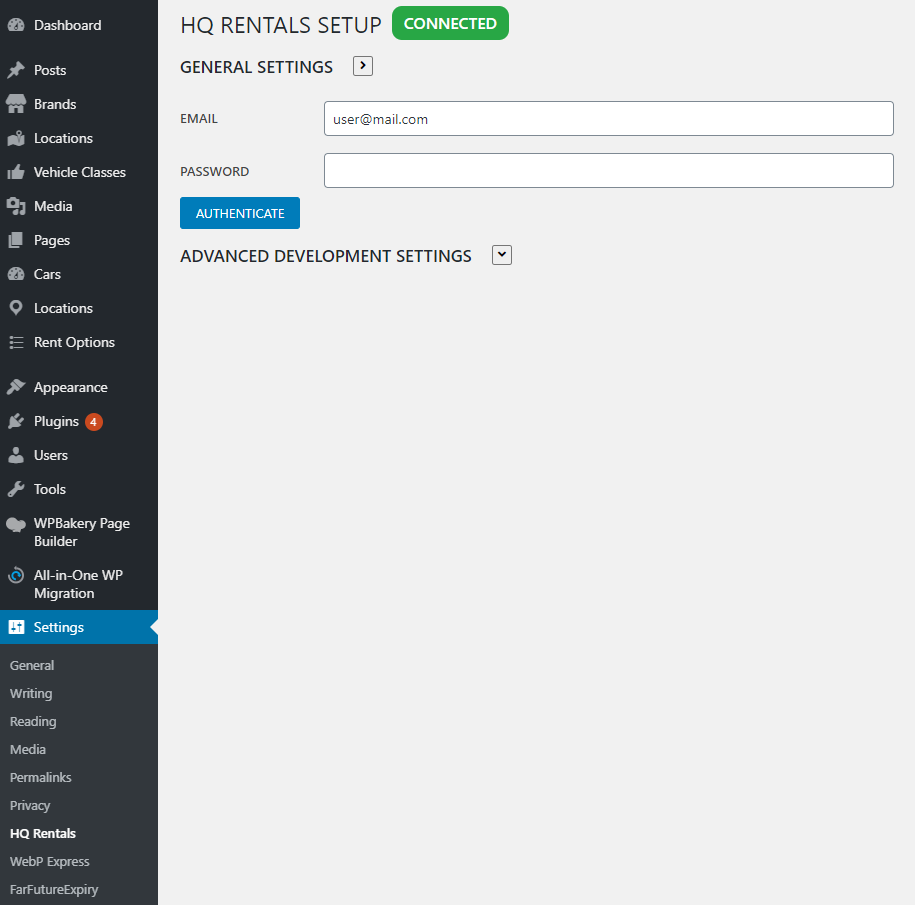 Dashboard
Posts
Brands
Locations
Vehicle Classes
Media
Pages
Cars
Locations
Rent Options
Appearance
Plugins 4
Users
Tools
WPBakery Page
Builder
All-in-One WP
Migration
Settings
General
Writing
Reading
Media
Permalinks
Privacy
HQ Rentals
WebP Express
FarFutureExpiry
HQ RENTALS SETUP CONNECTED
GENERAL SETTINGS
EMAIL user@mail.com
PASSWORD
AUTHENTICATE
ADVANCED DEVELOPMENT SETTINGS